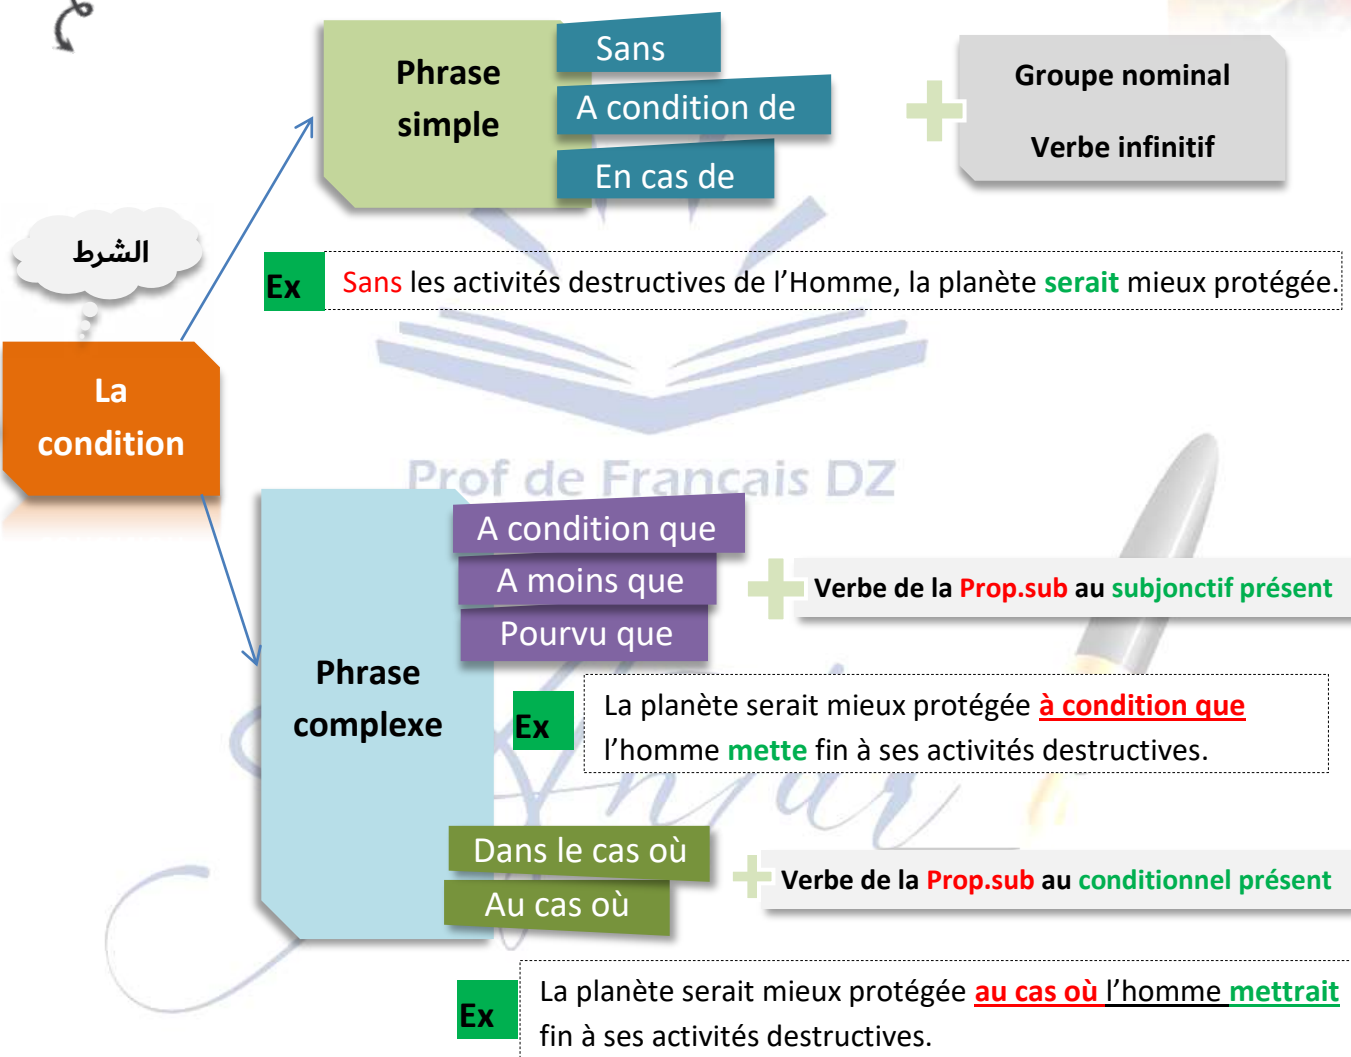 Phrase
simple
Sans
A condition de
En cas de
Groupe nominal
Verbe infinitif
الشرط
Ex
Sans les activités destructives de l’Homme, la planète serait mieux protégée.
La
condition
Prof de Francais DZ
Phrase
complexe
A condition que
A moins que
Pourvu que
Verbe de la Prop.sub au subjonctif présent
Ex
La planète serait mieux protégée à condition que
l’homme mette fin à ses activités destructives.
Dans le cas où
Au cas où
Verbe de la Prop.sub au conditionnel présent
Ex
La planète serait mieux protégée au cas où l’homme mettrait
fin à ses activités destructives.